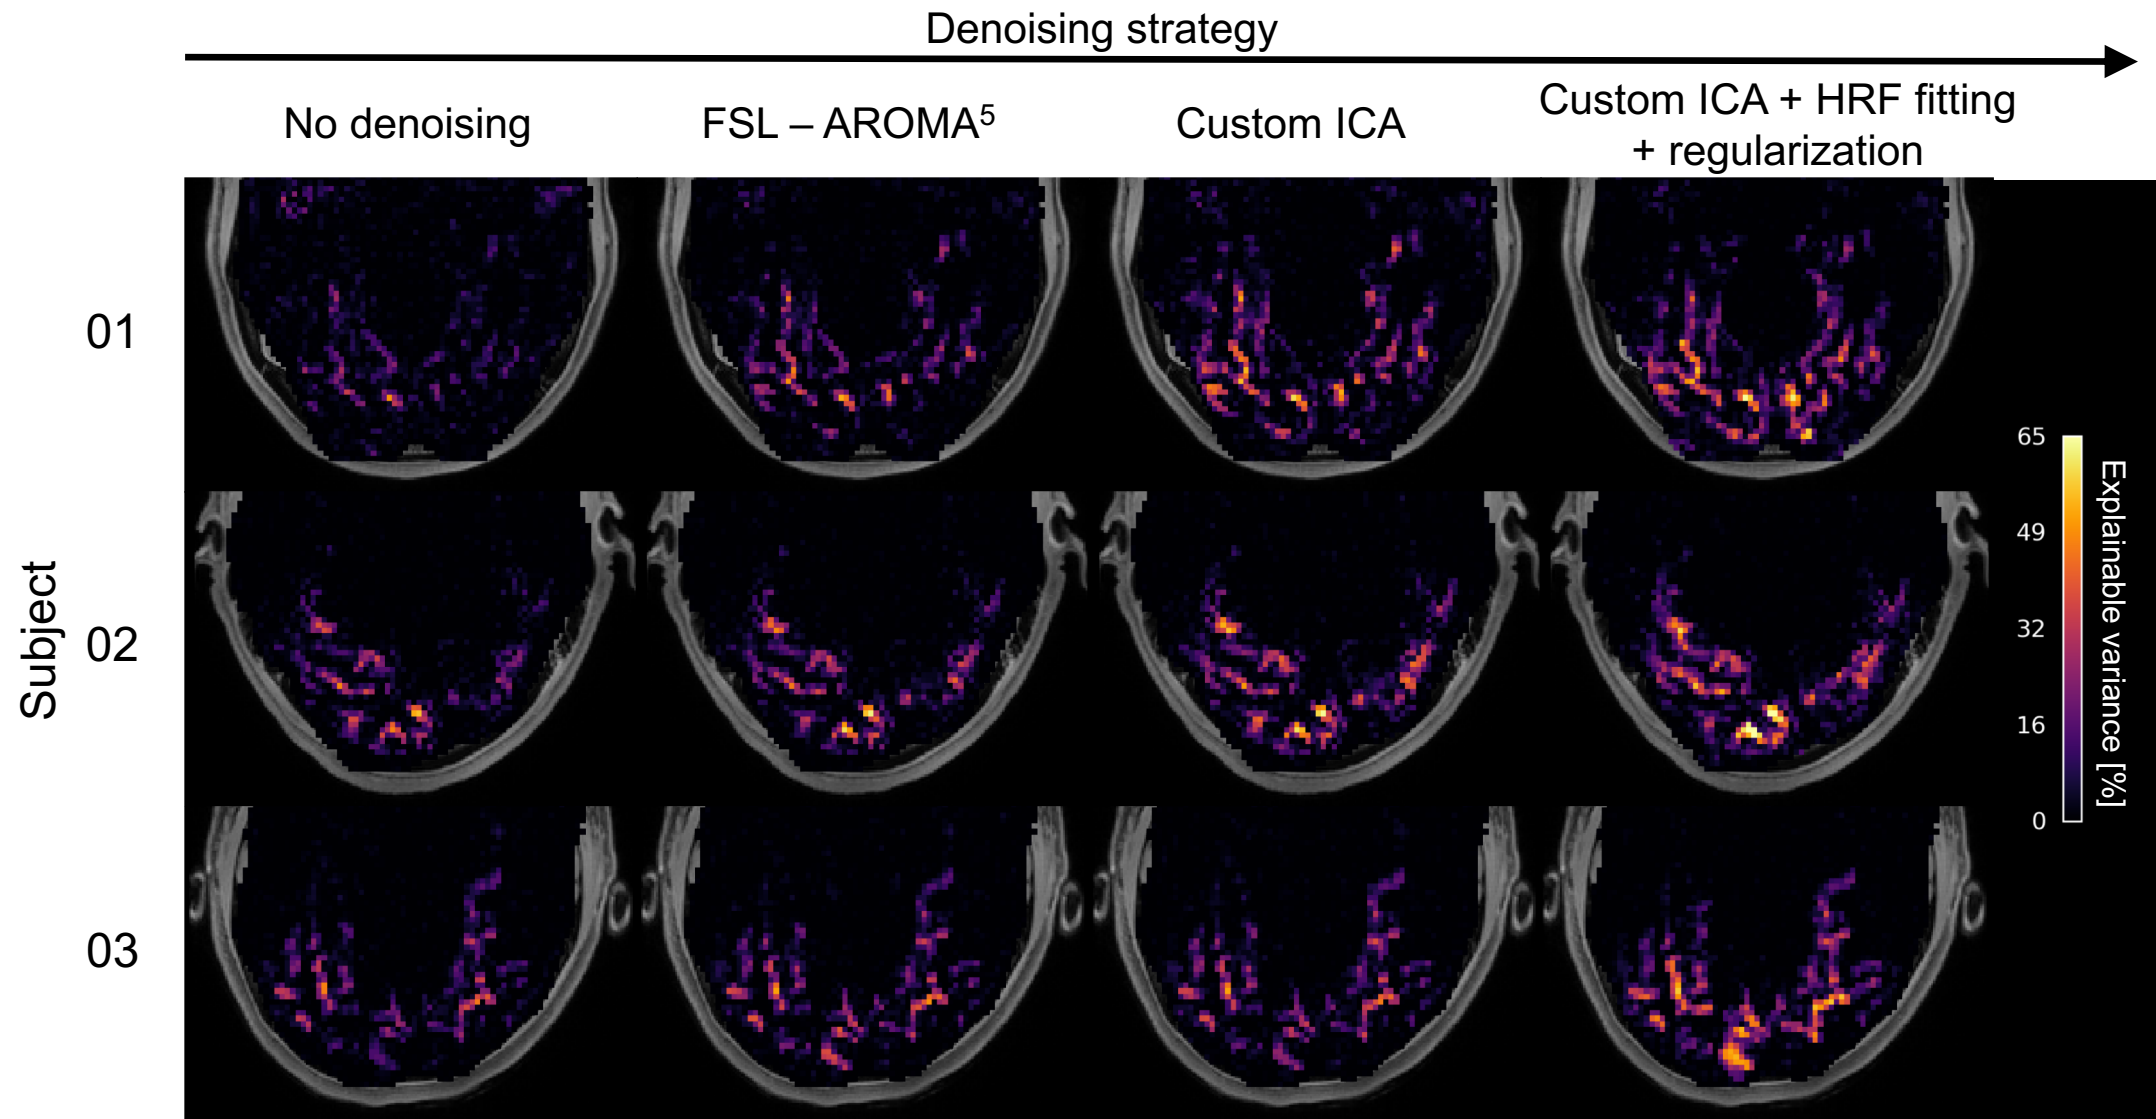 Denoising strategy
No denoising
FSL – AROMA⁵
Custom ICA
Custom ICA + HRF fitting
+ regularization
Subject
01
02
03
65
49
32
16
0
Explainable variance [%]